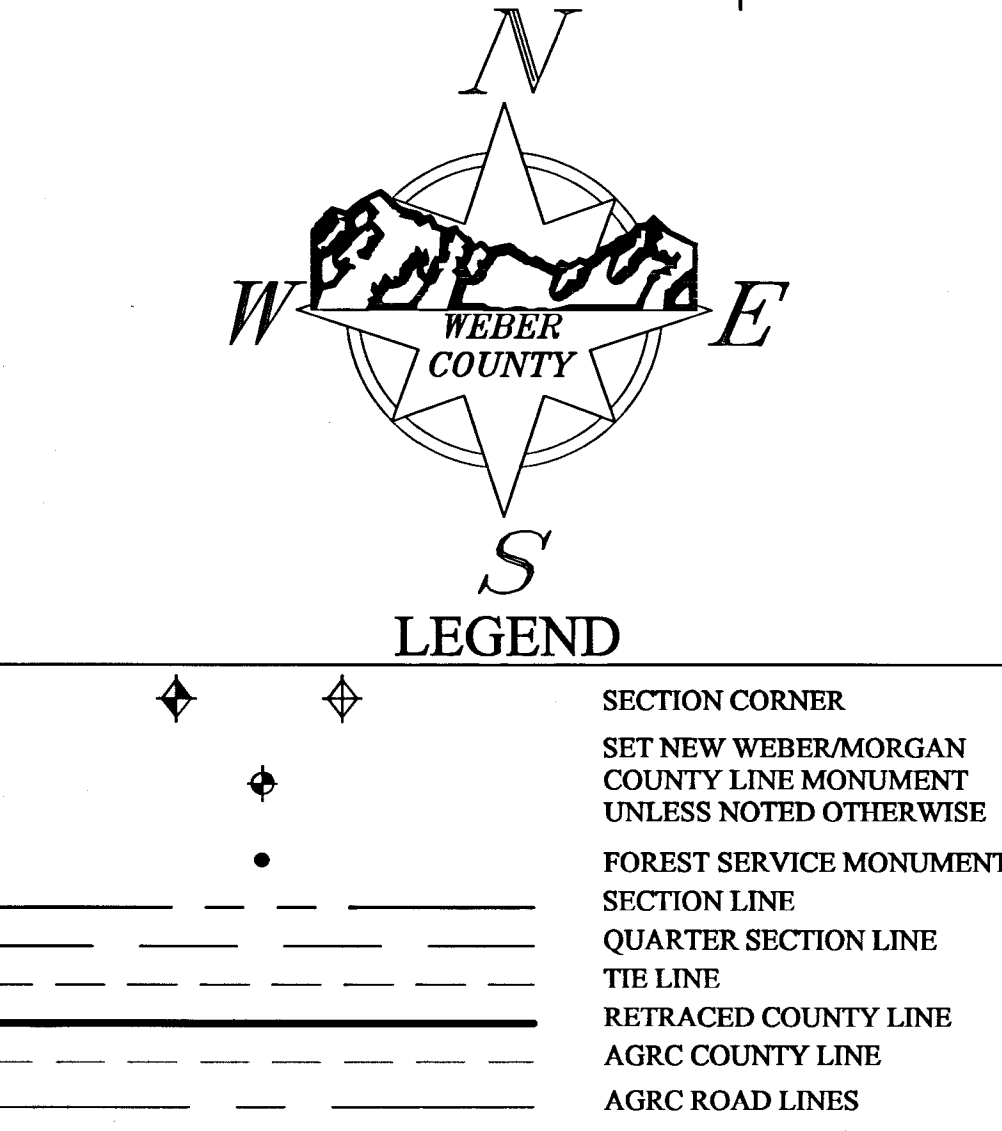 N
W
E
WEBER
COUNTY
S
LEGEND
SECTION CORNER
SET NEW WEBER/MORGAN
COUNTY LINE MONUMENT
UNLESS NOTED OTHERWISE
FOREST SERVICE MONUMENT
SECTION LINE
QUARTER SECTION LINE
TIE LINE
RETRACED COUNTY LINE
AGRC COUNTY LINE
AGRC ROAD LINES